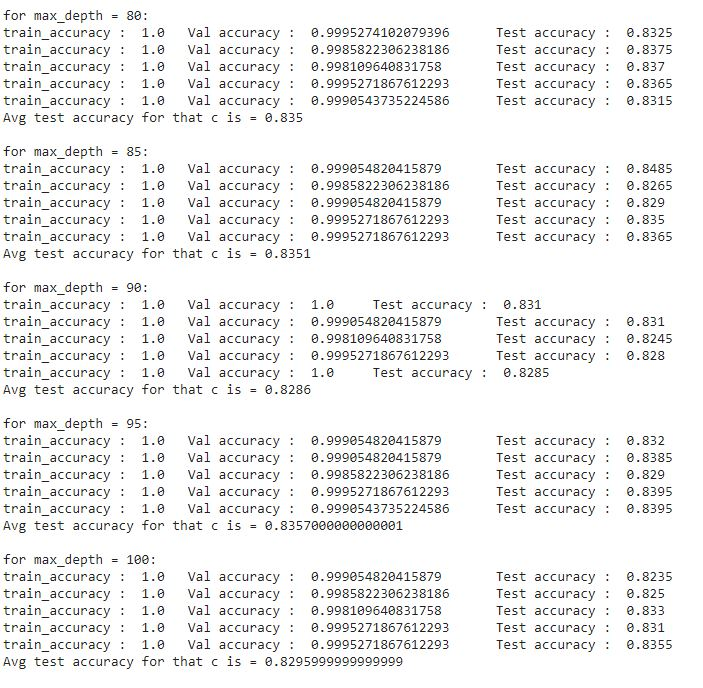 for max_depth = 80:
train_accuracy :  1.0   Val accuracy :  0.9995274102079396      Test accuracy :  0.8325
train_accuracy :  1.0   Val accuracy :  0.9985822306238186      Test accuracy :  0.8375
train_accuracy :  1.0   Val accuracy :  0.998109640831758       Test accuracy :  0.837
train_accuracy :  1.0   Val accuracy :  0.9995271867612293      Test accuracy :  0.8365
train_accuracy :  1.0   Val accuracy :  0.9990543735224586      Test accuracy :  0.8315
Avg test accuracy for that c is = 0.835
for max_depth = 85:
train_accuracy :  1.0   Val accuracy :  0.999054820415879       Test accuracy :  0.8485
train_accuracy :  1.0   Val accuracy :  0.9985822306238186      Test accuracy :  0.8265
train_accuracy :  1.0   Val accuracy :  0.999054820415879       Test accuracy :  0.829
train_accuracy :  1.0   Val accuracy :  0.9995271867612293      Test accuracy :  0.835
train_accuracy :  1.0   Val accuracy :  0.9995271867612293      Test accuracy :  0.8365
Avg test accuracy for that c is = 0.8351
for max_depth = 90:
train_accuracy :  1.0   Val accuracy :  1.0     Test accuracy :  0.831
train_accuracy :  1.0   Val accuracy :  0.999054820415879       Test accuracy :  0.831
train_accuracy :  1.0   Val accuracy :  0.998109640831758       Test accuracy :  0.8245
train_accuracy :  1.0   Val accuracy :  0.9995271867612293      Test accuracy :  0.828
train_accuracy :  1.0   Val accuracy :  1.0     Test accuracy :  0.8285
Avg test accuracy for that c is = 0.8286
for max_depth = 95:
train_accuracy :  1.0   Val accuracy :  0.999054820415879       Test accuracy :  0.832
train_accuracy :  1.0   Val accuracy :  0.999054820415879       Test accuracy :  0.8385
train_accuracy :  1.0   Val accuracy :  0.9985822306238186      Test accuracy :  0.829
train_accuracy :  1.0   Val accuracy :  0.9995271867612293      Test accuracy :  0.8395
train_accuracy :  1.0   Val accuracy :  0.9990543735224586      Test accuracy :  0.8395
Avg test accuracy for that c is = 0.8357000000000001
for max_depth = 100:
train_accuracy :  1.0   Val accuracy :  0.999054820415879       Test accuracy :  0.8235
train_accuracy :  1.0   Val accuracy :  0.9985822306238186      Test accuracy :  0.825
train_accuracy :  1.0   Val accuracy :  0.998109640831758       Test accuracy :  0.833
train_accuracy :  1.0   Val accuracy :  0.9995271867612293      Test accuracy :  0.831
train_accuracy :  1.0   Val accuracy :  0.9995271867612293      Test accuracy :  0.8355
Avg test accuracy for that c is = 0.8295999999999999